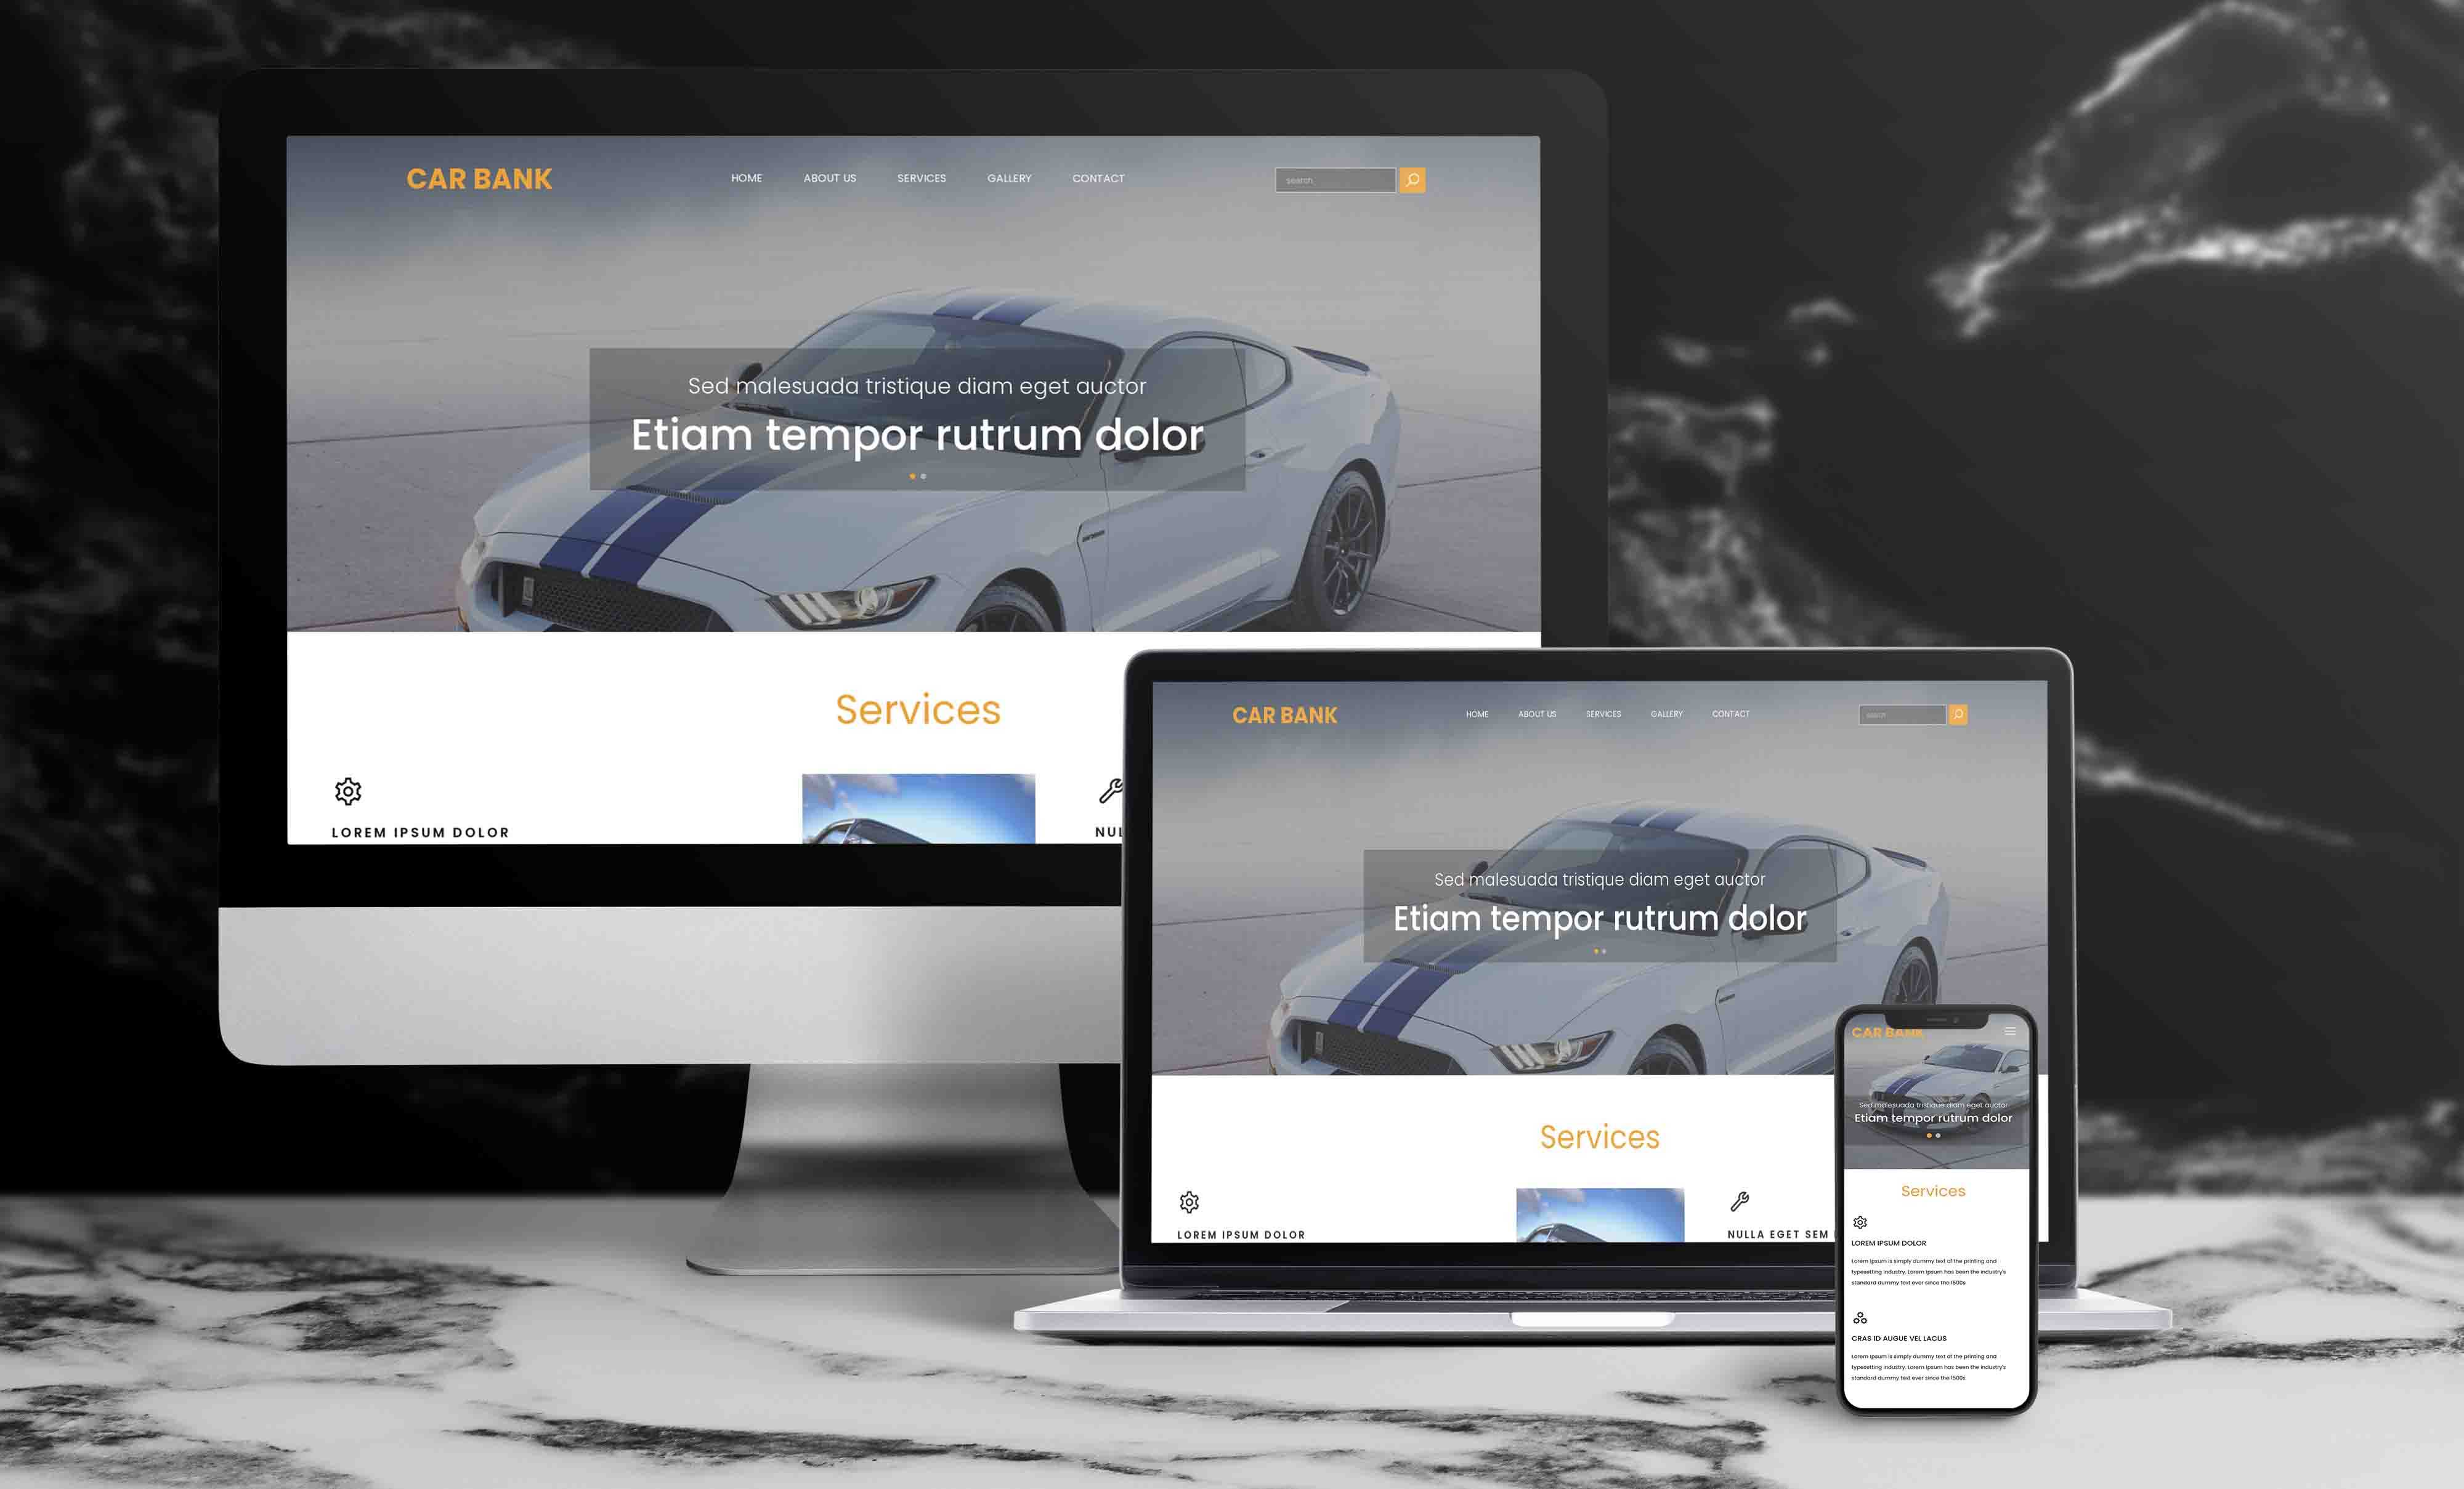 CAR BANK
HOME ABOUT US SERVICES GALLERY CONTACT
search
Sed malesuada tristique diam eget auctor
Etiam tempor rutrum dolor
Services
LOREM IPSUM DOLOR
NUL
CAR BANK
HOME ABOUT US SERVICES GALLERY CONTACT
search
Sed malesuada tristique diam eget auctor
Etiam tempor rutrum dolor
Services
LOREM IPSUM DOLOR
NULLA EGET SEM
CAR BANK
Sed malesuada tristique diam eget auctor
Etiam tempor rutrum dolor
Services
LOREM IPSUM DOLOR
Lorem Ipsum is simply dummy text of the printing and
typesetting industry. Lorem Ipsum has been the industry's
standard dummy text ever since the 1500s.
CRAS ID AUGUE VEL LACUS
Lorem Ipsum is simply dummy text of the printing and
typesetting industry. Lorem Ipsum has been the industry's
standard dummy text ever since the 1500s.